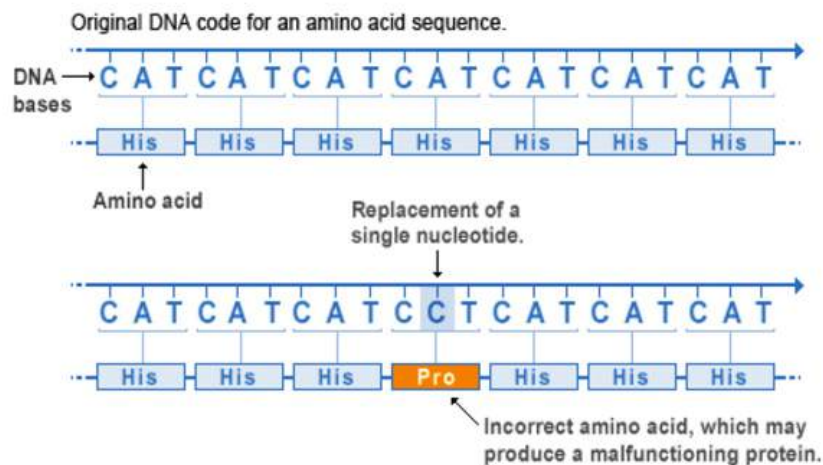 Original DNA code for an amino acid sequence.
DNA
bases
C A T C A T C A T C A T C A T C A T C A T
His His His His His His His
Amino acid
Replacement of a
single nucleotide.
C A T C A T C A T C C T C A T C A T C A T
His His His Pro His His His
Incorrect amino acid, which may
produce a malfunctioning protein.